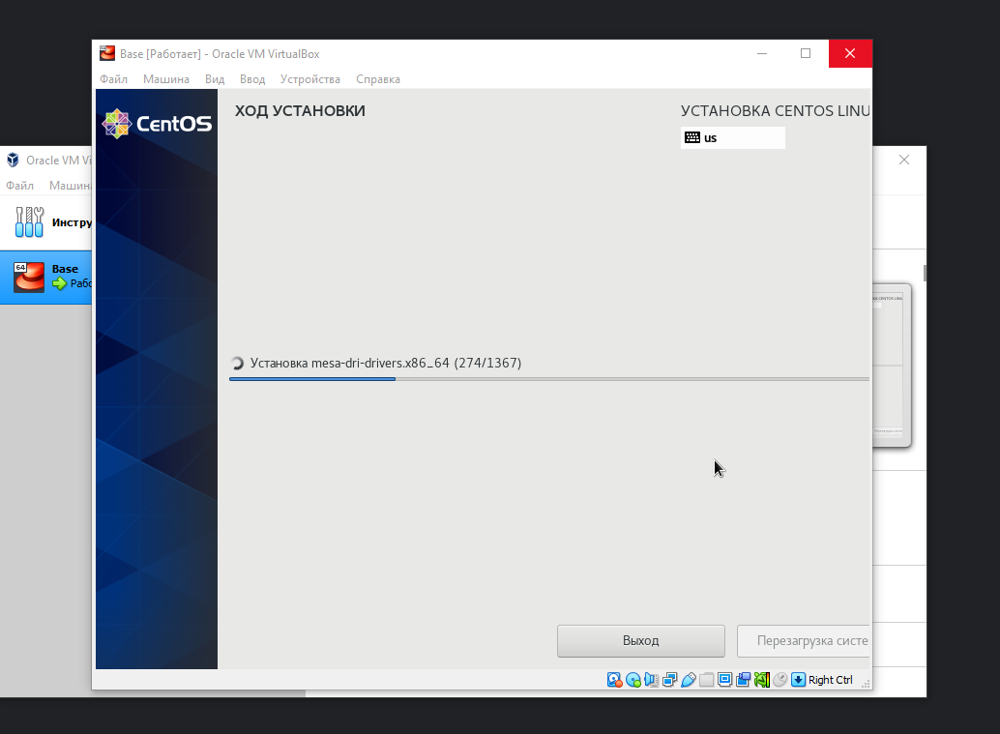 Base [Работает] - Oracle VM VirtualBox
Файл Машина Вид Ввод Устройства Справка
CentOS
ХОД УСТАНОВКИ
УСТАНОВКА CENTOS LINU
us
Oracle VM Vi
Файл Машина
Инстру
64
Base
Рабо
Установка mesa-dri-drivers.x86_64 (274/1367)
Выход
Перезагрузка систе
Right Ctrl